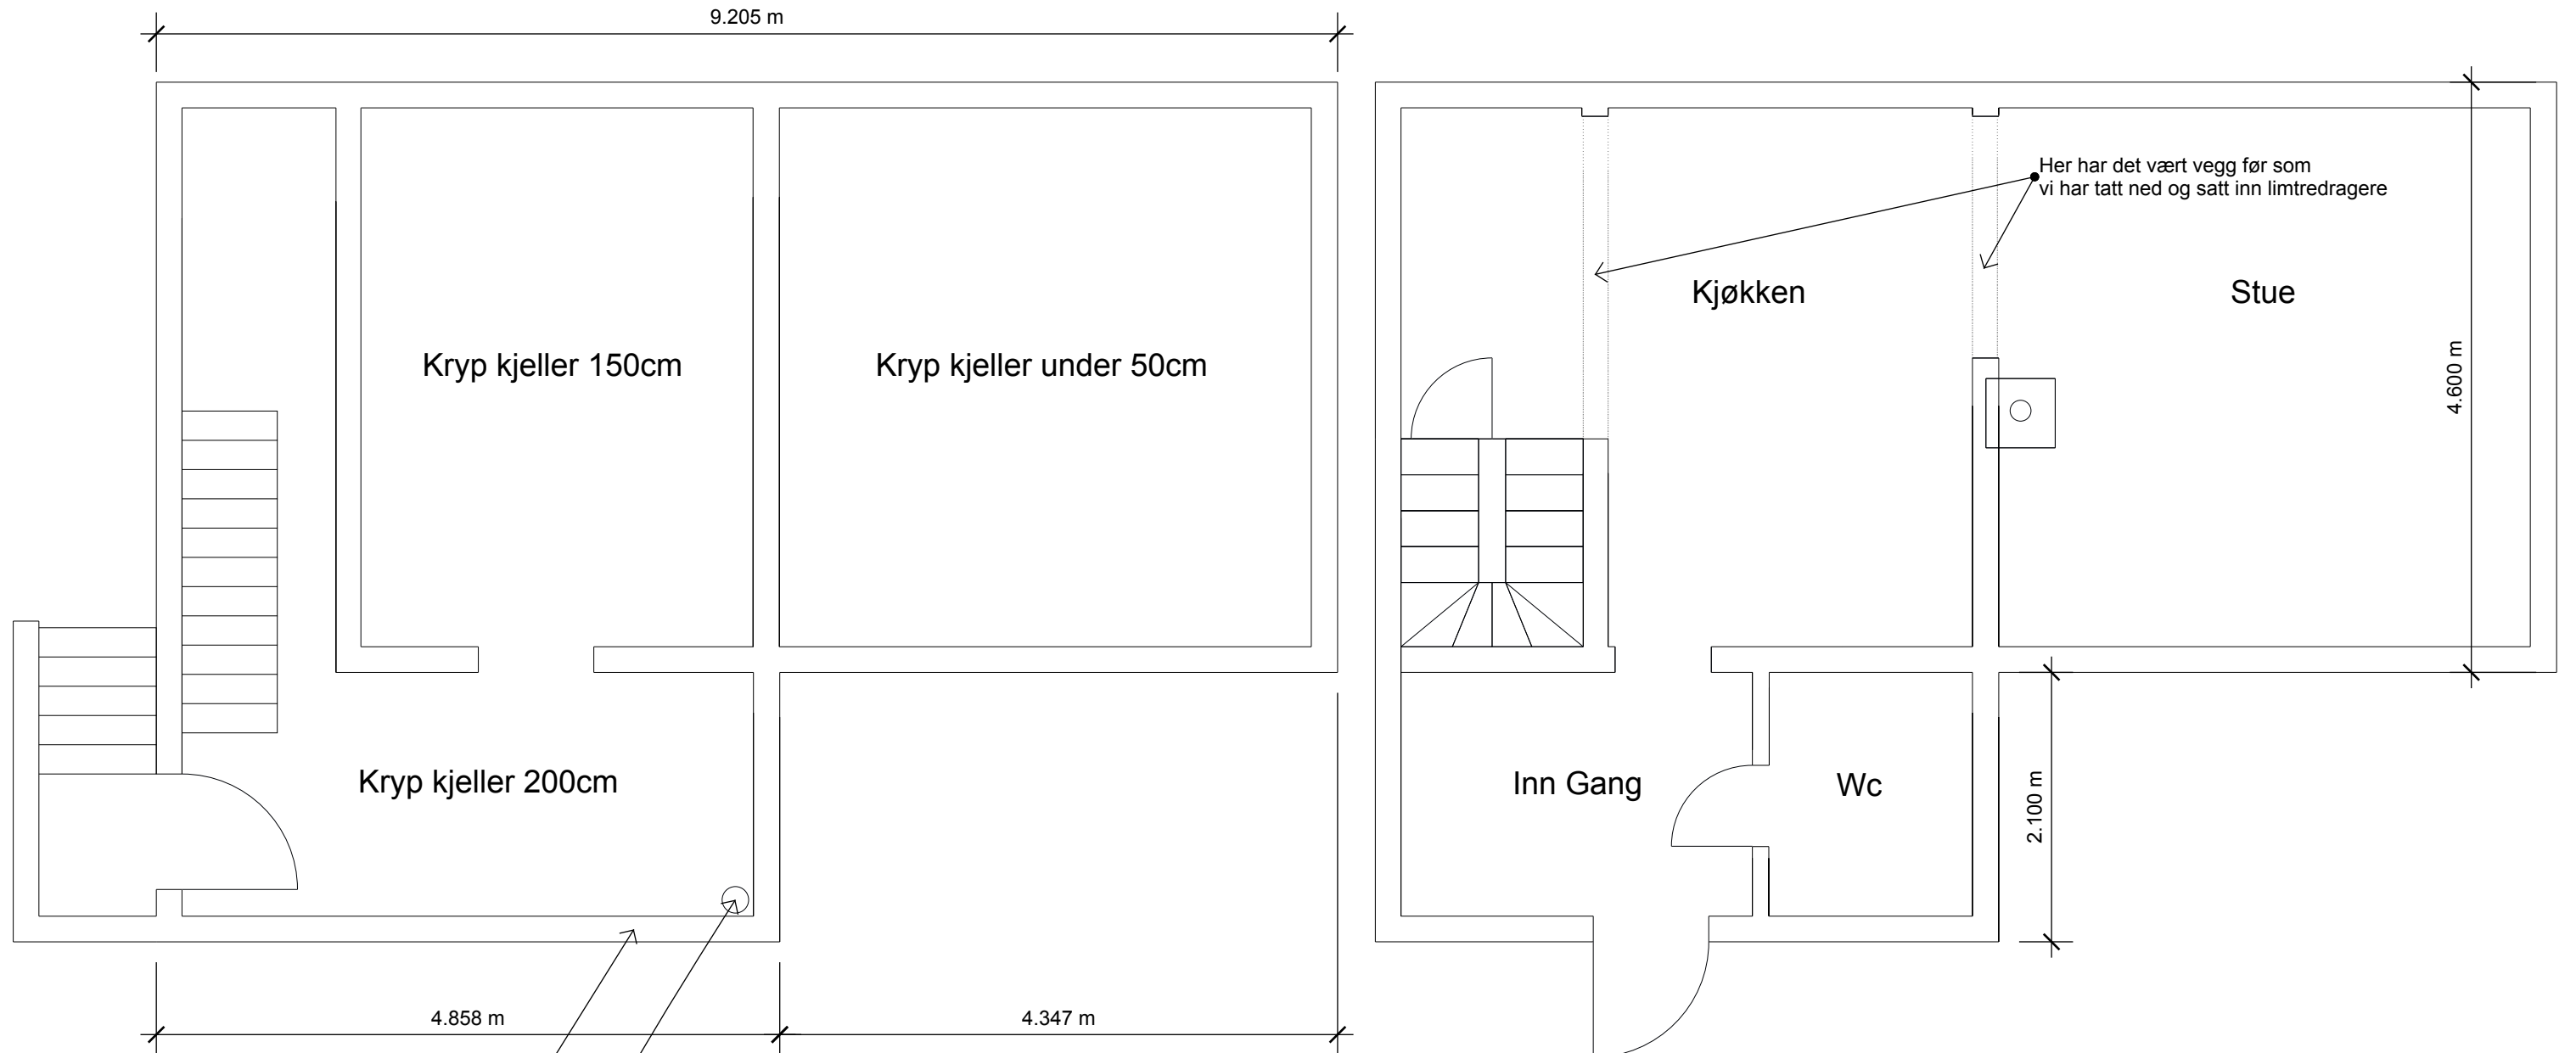 9.205 m
Her har det vært vegg før som
vi har tatt ned og satt inn limtredragere
Kjøkken
Stue
Kryp kjeller 150cm
Kryp kjeller under 50cm
4.600 m
Kryp kjeller 200cm
Inn Gang
Wc
2.100 m
4.858 m
4.347 m